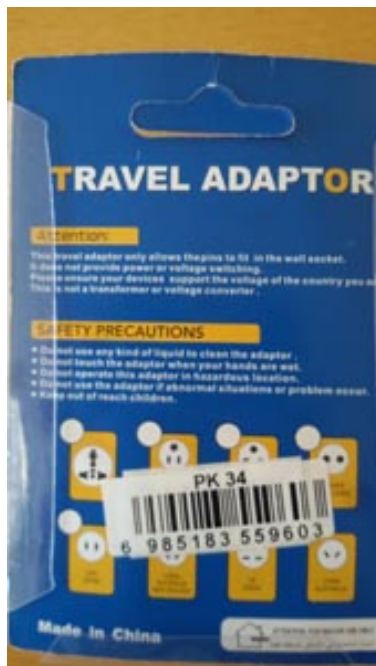 TRAVEL ADAPTOR
Attention:
This travel adaptor only allows thepins to fit in the wall socket.
It does not provide power or voltage switching.
Please ensure your devices support the voltage of the country you
This is not a transformer or voltage converter .
SAFETY PRECAUTIONS
• Do not use any kind of liquid to clean the adaptor .
• Do not touch the adaptor when your hands are wet.
• Do not operate this adaptor in hazardous location.
• Do not use the adaptor if abnormal situations or problem occur.
• Keep out of reach children.
PK 34
6 985183 559603
Made in China